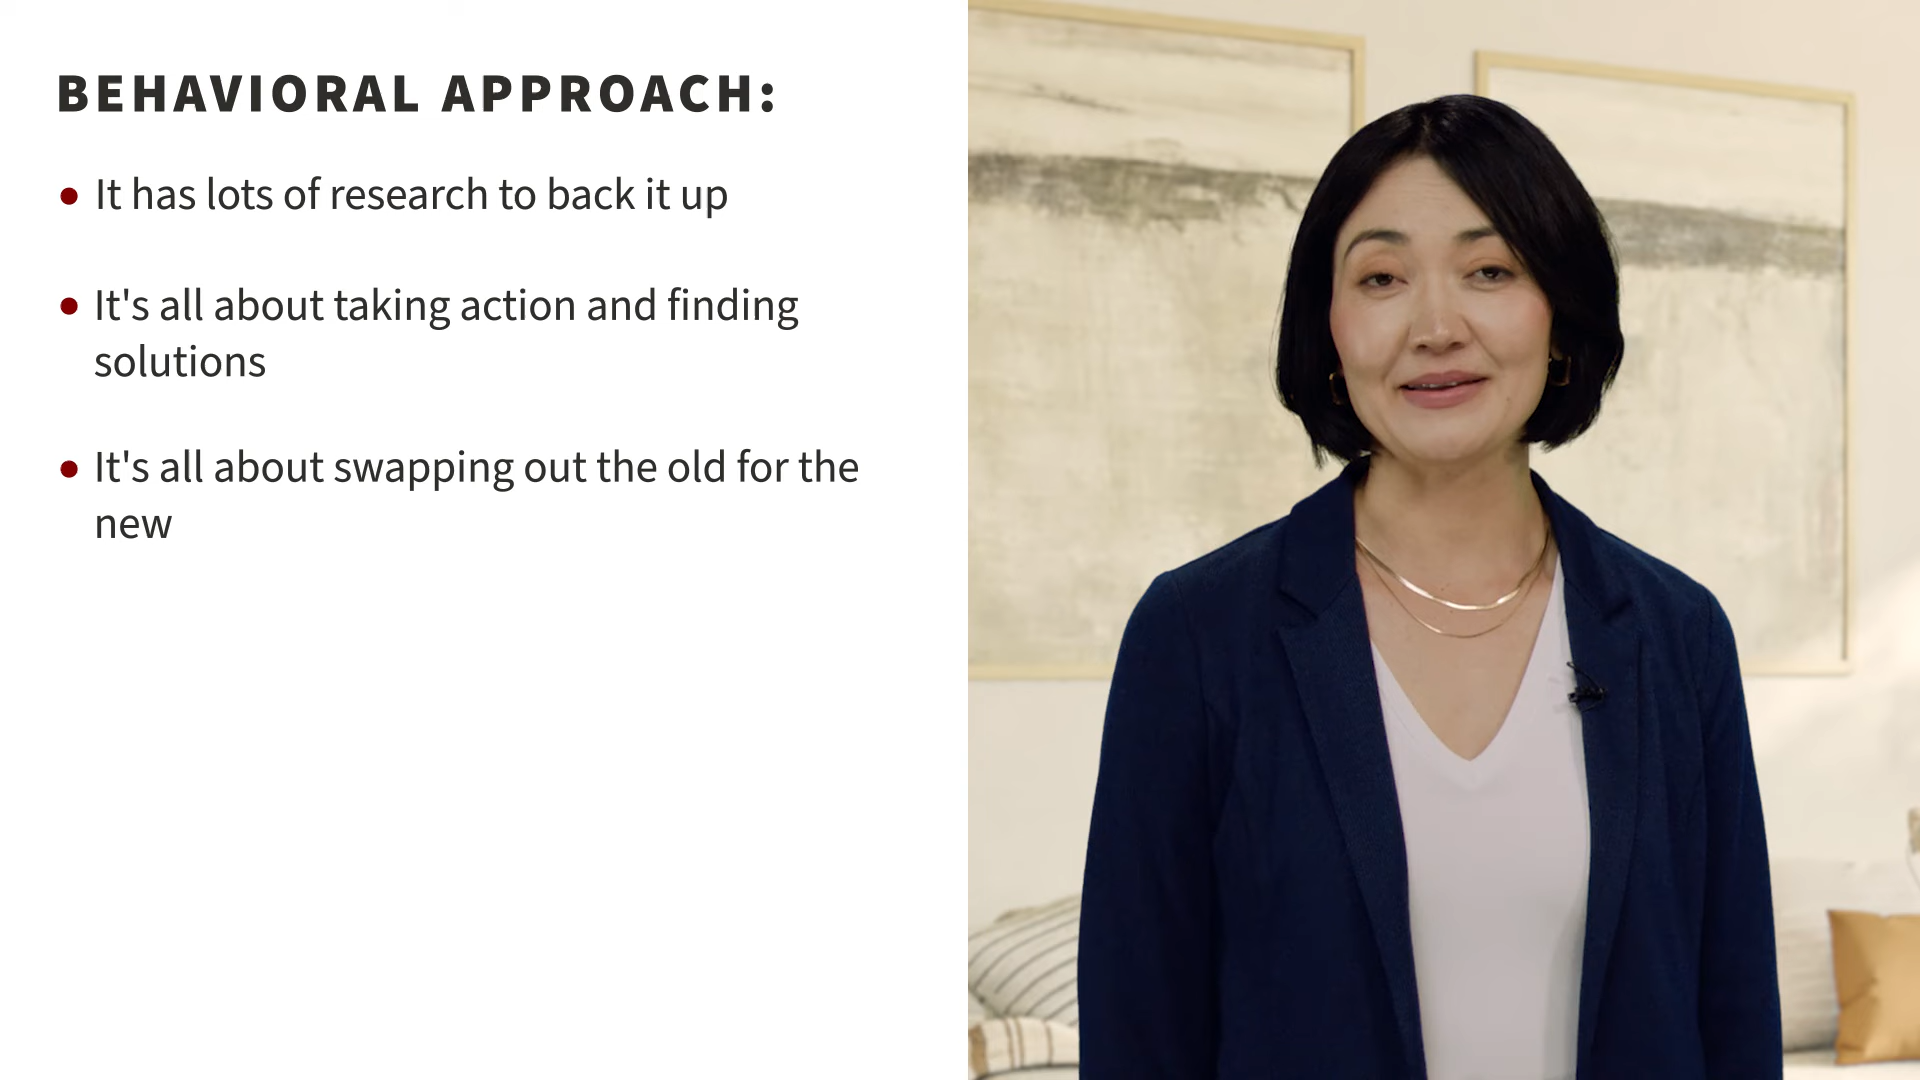 BEHAVIORAL APPROACH:
• It has lots of research to back it up
• It's all about taking action and finding
solutions
• It's all about swapping out the old for the
new